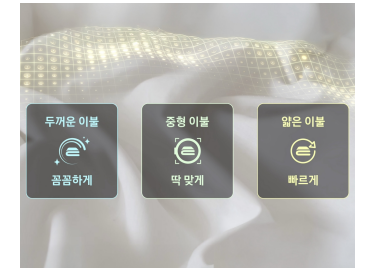 두꺼운 이불
꼼꼼하게
중형 이불
딱 맞게
얇은 이불
빠르게